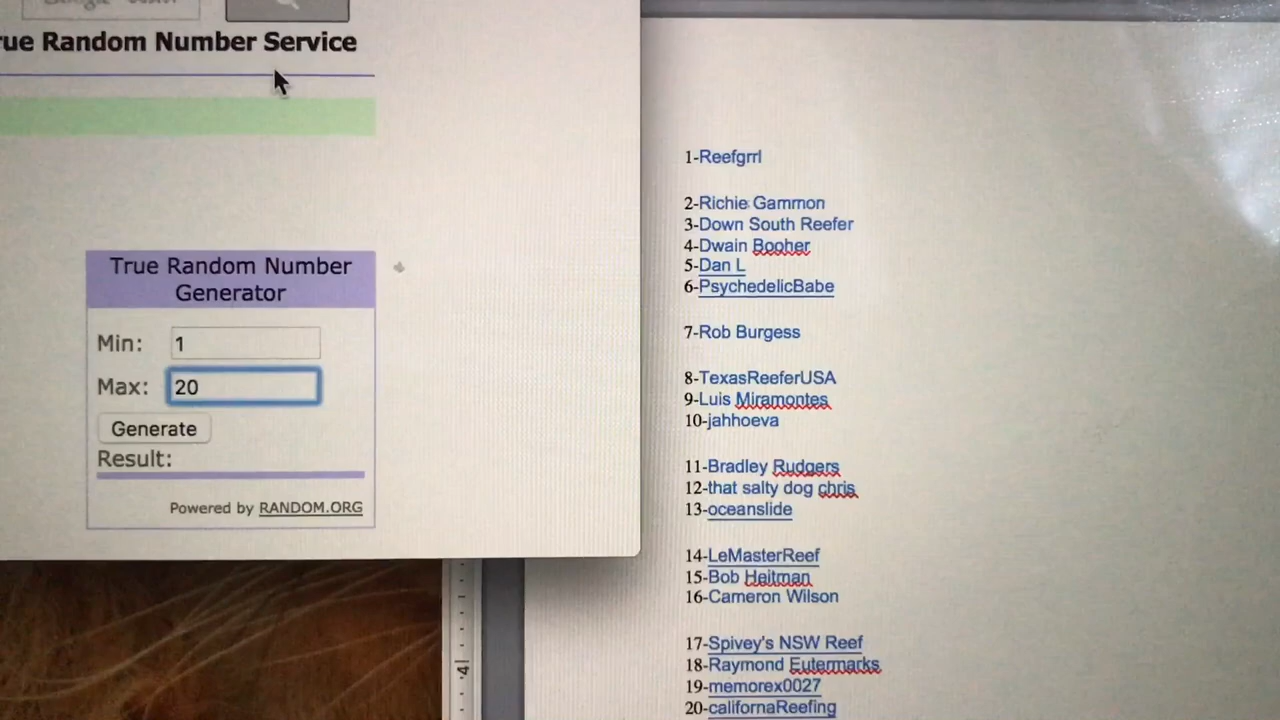 rue Random Number Service
True Random Number
Generator
Min: 1
Max: 20
Generate
Result:
Powered by RANDOM.ORG
1-Reefgrrl
2-Richie Gammon
3-Down South Reefer
4-Dwain Booher
5-Dan L
6-PsychedelicBabe
7-Rob Burgess
8-TexasReeferUSA
9-Luis Miramontes
10-jahhoeva
11-Bradley Rudgers
12-that salty dog chris
13-oceanslide
14-LeMasterReef
15-Bob Heitman
16-Cameron Wilson
17-Spivey's NSW Reef
18-Raymond Eutermarks
19-memorex0027
20-californaReefing
4